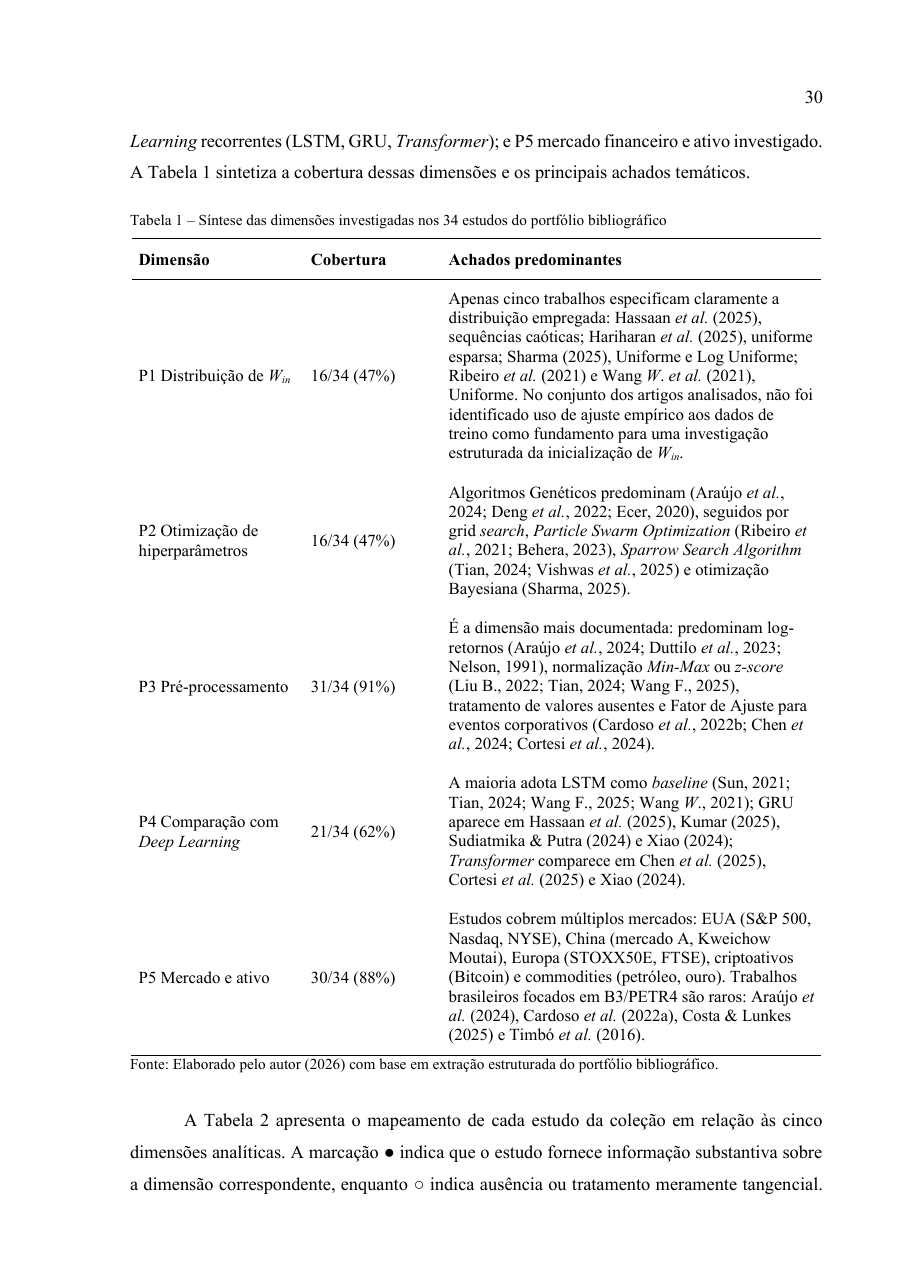 30
Learning recorrentes (LSTM, GRU, Transformer); e P5 mercado financeiro e ativo investigado.
A Tabela 1 sintetiza a cobertura dessas dimensões e os principais achados temáticos.
Tabela 1 – Síntese das dimensões investigadas nos 34 estudos do portfólio bibliográfico
Dimensão Cobertura Achados predominantes
P1 Distribuição de Win 16/34 (47%)
Apenas cinco trabalhos especificam claramente a
distribuição empregada: Hassaan et al. (2025),
sequências caóticas; Hariharan et al. (2025), uniforme
esparsa; Sharma (2025), Uniforme e Log Uniforme;
Ribeiro et al. (2021) e Wang W. et al. (2021),
Uniforme. No conjunto dos artigos analisados, não foi
identificado uso de ajuste empírico aos dados de
treino como fundamento para uma investigação
estruturada da inicialização de Win.
P2 Otimização de
hiperparâmetros
16/34 (47%)
Algoritmos Genéticos predominam (Araújo et al.,
2024; Deng et al., 2022; Ecer, 2020), seguidos por
grid search, Particle Swarm Optimization (Ribeiro et
al., 2021; Behera, 2023), Sparrow Search Algorithm
(Tian, 2024; Vishwas et al., 2025) e otimização
Bayesiana (Sharma, 2025).
P3 Pré-processamento 31/34 (91%)
É a dimensão mais documentada: predominam log-
retornos (Araújo et al., 2024; Duttilo et al., 2023;
Nelson, 1991), normalização Min-Max ou z-score
(Liu B., 2022; Tian, 2024; Wang F., 2025),
tratamento de valores ausentes e Fator de Ajuste para
eventos corporativos (Cardoso et al., 2022b; Chen et
al., 2024; Cortesi et al., 2024).
P4 Comparação com
Deep Learning
21/34 (62%)
A maioria adota LSTM como baseline (Sun, 2021;
Tian, 2024; Wang F., 2025; Wang W., 2021); GRU
aparece em Hassaan et al. (2025), Kumar (2025),
Sudiatmika & Putra (2024) e Xiao (2024);
Transformer comparece em Chen et al. (2025),
Cortesi et al. (2025) e Xiao (2024).
P5 Mercado e ativo 30/34 (88%)
Estudos cobrem múltiplos mercados: EUA (S&P 500,
Nasdaq, NYSE), China (mercado A, Kweichow
Moutai), Europa (STOXX50E, FTSE), criptoativos
(Bitcoin) e commodities (petróleo, ouro). Trabalhos
brasileiros focados em B3/PETR4 são raros: Araújo et
al. (2024), Cardoso et al. (2022a), Costa & Lunkes
(2025) e Timbó et al. (2016).
Fonte: Elaborado pelo autor (2026) com base em extração estruturada do portfólio bibliográfico.
A Tabela 2 apresenta o mapeamento de cada estudo da coleção em relação às cinco
dimensões analíticas. A marcação ● indica que o estudo fornece informação substantiva sobre
a dimensão correspondente, enquanto ○ indica ausência ou tratamento meramente tangencial.